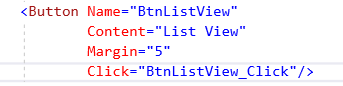 <Button Name="BtnListView"
Content="List View"
Margin="5"
Click="BtnListView_Click"/>